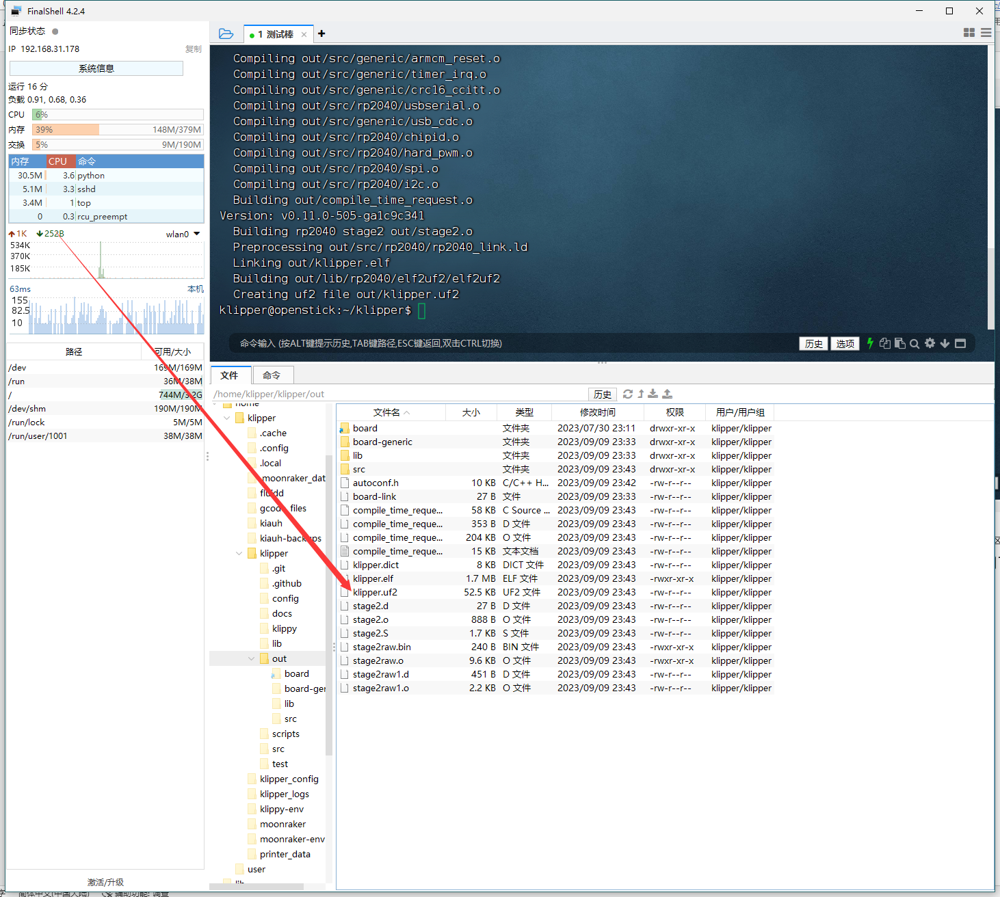 FinalShell 4.2.4
同步状态
IP 192.168.31.178 复制
系统信息
运行 16 分
负载 0.91, 0.68, 0.36
CPU 6%
内存 39% 148M/379M
交换 5% 9M/190M
内存 CPU 命令
30.5M 3.6 python
5.1M 3.3 sshd
3.4M 1 top
0 0.3 rcu_preempt
1K 252B wlan0
534K
370K
185K
63ms 本机
155
82.5
10
路径 可用/大小
/dev 169M/169M
/run 36M/38M
/ 744M/3.2G
/dev/shm 190M/190M
/run/lock 5M/5M
/run/user/1001 38M/38M
激活/升级
1 测试棒
Compiling out/src/generic/armcm_reset.o
Compiling out/src/generic/timer_irq.o
Compiling out/src/generic/crc16_ccitt.o
Compiling out/src/rp2040/usbserial.o
Compiling out/src/generic/usb_cdc.o
Compiling out/src/rp2040/chipid.o
Compiling out/src/rp2040/hard_pwm.o
Compiling out/src/rp2040/spi.o
Compiling out/src/rp2040/i2c.o
Building out/compile_time_request.o
Version: v0.11.0-505-ga1c9c341
Building rp2040 stage2 out/stage2.o
Preprocessing out/src/rp2040/rp2040_link.ld
Linking out/klipper.elf
Building out/lib/rp2040/elf2uf2/elf2uf2
Creating uf2 file out/klipper.uf2
klipper@openstick:~/klipper$
命令输入 (按ALT键提示历史,TAB键路径,ESC键返回,双击CTRL切换) 历史 选项
文件 命令
/home/klipper/klipper/out 历史
home
klipper
.cache
.config
.local
moonraker_dat
fluidd
gcode_files
kiauh
kiauh-backups
klipper
.git
.github
config
docs
klippy
lib
out
board
board-ger
lib
src
scripts
src
test
klipper_config
klipper_logs
klippy-env
moonraker
moonraker-env
printer_data
user
lib
文件名 大小 类型 修改时间 权限 用户/用户组
board 文件夹 2023/07/30 23:11 drwxr-xr-x klipper/klipper
board-generic 文件夹 2023/09/09 23:33 drwxr-xr-x klipper/klipper
lib 文件夹 2023/09/09 23:33 drwxr-xr-x klipper/klipper
src 文件夹 2023/09/09 23:43 drwxr-xr-x klipper/klipper
autoconf.h 10 KB C/C++ H... 2023/09/09 23:42 -rw-r--r-- klipper/klipper
board-link 27 B 文件 2023/09/09 23:33 -rw-r--r-- klipper/klipper
compile_time_reque... 58 KB C Source ... 2023/09/09 23:43 -rw-r--r-- klipper/klipper
compile_time_reque... 353 B D 文件 2023/09/09 23:43 -rw-r--r-- klipper/klipper
compile_time_reque... 204 KB O 文件 2023/09/09 23:43 -rw-r--r-- klipper/klipper
compile_time_reque... 15 KB 文本文档 2023/09/09 23:43 -rw-r--r-- klipper/klipper
klipper.dict 8 KB DICT 文件 2023/09/09 23:43 -rw-r--r-- klipper/klipper
klipper.elf 1.7 MB ELF 文件 2023/09/09 23:43 -rwxr-xr-x klipper/klipper
klipper.uf2 52.5 KB UF2 文件 2023/09/09 23:43 -rw-r--r-- klipper/klipper
stage2.d 27 B D 文件 2023/09/09 23:43 -rw-r--r-- klipper/klipper
stage2.o 888 B O 文件 2023/09/09 23:43 -rw-r--r-- klipper/klipper
stage2.S 1.7 KB S 文件 2023/09/09 23:43 -rw-r--r-- klipper/klipper
stage2raw.bin 240 B BIN 文件 2023/09/09 23:43 -rwxr-xr-x klipper/klipper
stage2raw.o 9.6 KB O 文件 2023/09/09 23:43 -rwxr-xr-x klipper/klipper
stage2raw1.d 451 B D 文件 2023/09/09 23:43 -rw-r--r-- klipper/klipper
stage2raw1.o 2.2 KB O 文件 2023/09/09 23:43 -rw-r--r-- klipper/klipper
简体中文(中国大陆) 辅助功能: 调查